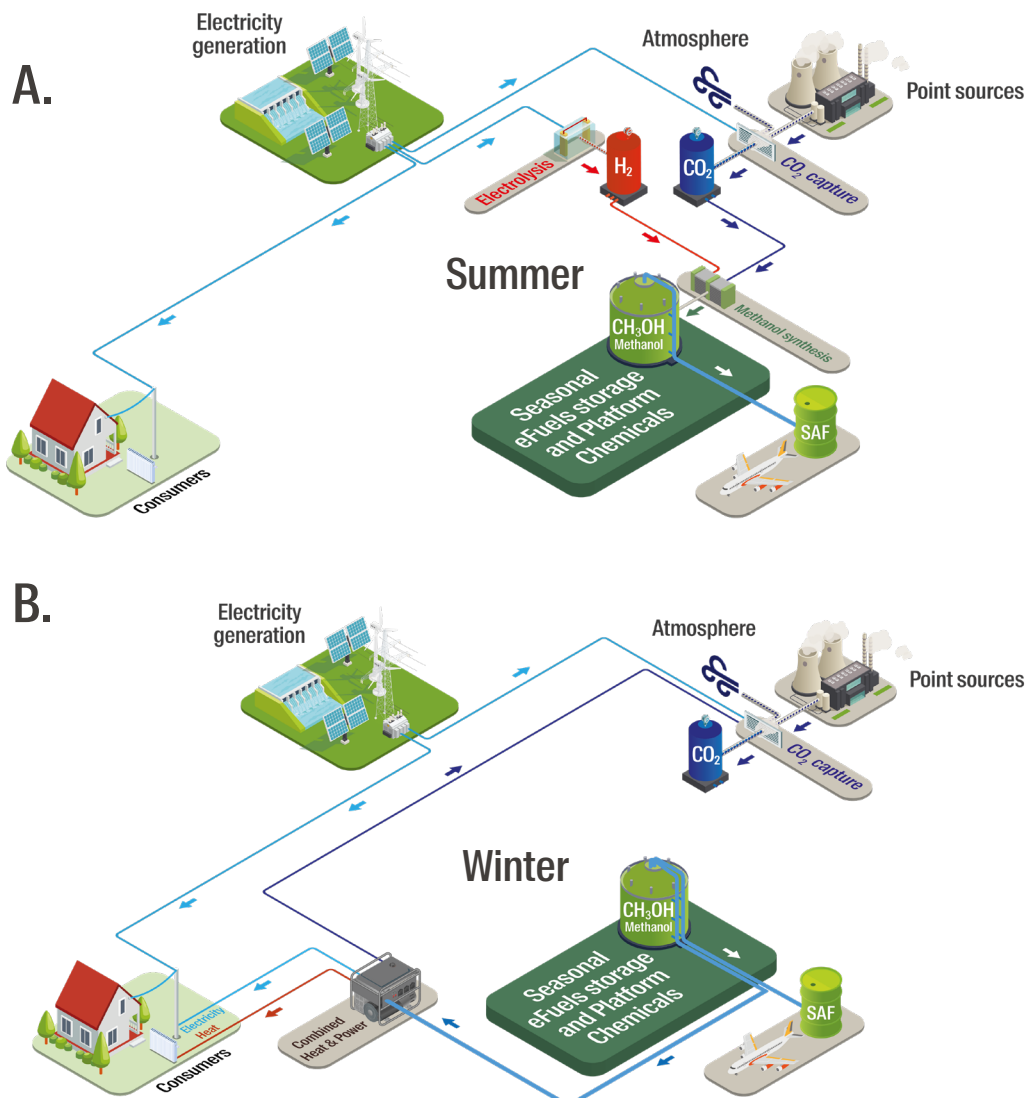 A.
Electricity
generation
Atmosphere
Point sources
Electrolysis
H₂
CO₂
CO₂ capture
Summer
CH₃OH
Methanol
Methanol synthesis
Seasonal
eFuels storage
and Platform
Chemicals
SAF
Consumers
B.
Electricity
generation
Atmosphere
Point sources
CO₂
CO₂ capture
Winter
CH₃OH
Methanol
Seasonal
eFuels storage
and Platform
Chemicals
SAF
Electricity
Heat
Combined
Heat & Power
Consumers